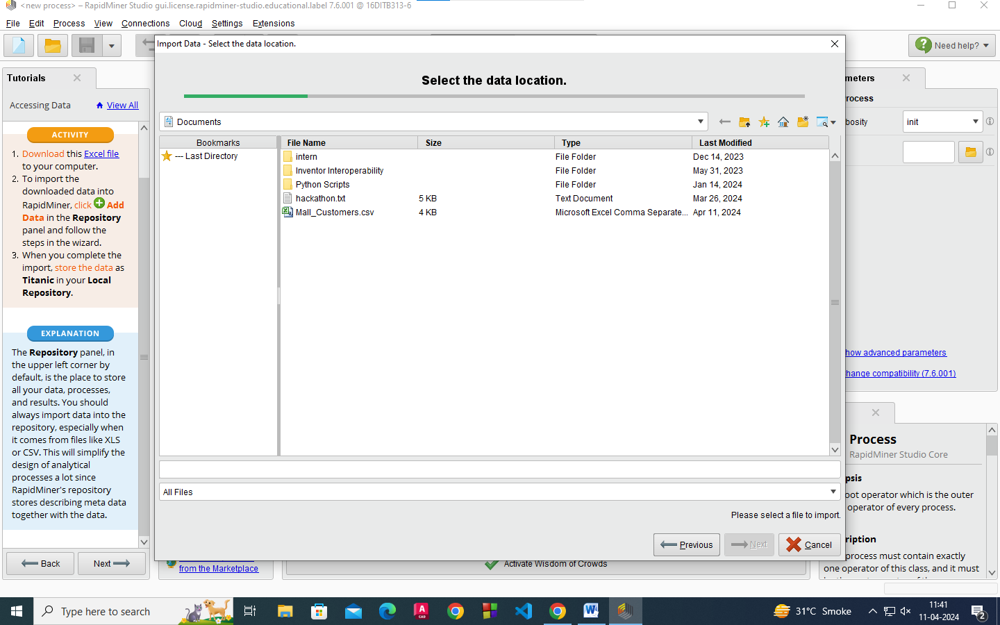 <new process> – RapidMiner Studio gui.license.rapidminer-studio.educational.label 7.6.001 @ 16DITB313-6
File Edit Process View Connections Cloud Settings Extensions
Need help?
Import Data - Select the data location.
Select the data location.
Tutorials
Accessing Data View All
ACTIVITY
1. Download this Excel file
to your computer.
2. To import the
downloaded data into
RapidMiner, click Add
Data in the Repository
panel and follow the
steps in the wizard.
3. When you complete the
import, store the data as
Titanic in your Local
Repository.
EXPLANATION
The Repository panel, in
the upper left corner by
default, is the place to store
all your data, processes,
and results. You should
always import data into the
repository, especially when
it comes from files like XLS
or CSV. This will simplify the
design of analytical
processes a lot since
RapidMiner's repository
stores describing meta data
together with the data.
Back Next
Documents
Bookmarks
--- Last Directory
File Name Size Type Last Modified
intern File Folder Dec 14, 2023
Inventor Interoperability File Folder May 31, 2023
Python Scripts File Folder Jan 14, 2024
hackathon.txt 5 KB Text Document Mar 26, 2024
Mall_Customers.csv 4 KB Microsoft Excel Comma Separate... Apr 11, 2024
All Files
Please select a file to import.
Previous Next Cancel
from the Marketplace
Activate Wisdom of Crowds
meters
rocess
bosity init
how advanced parameters
hange compatibility (7.6.001)
Process
RapidMiner Studio Core
psis
oot operator which is the outer
operator of every process.
ription
process must contain exactly
one operator of this class, and it must
Type here to search
31°C Smoke
11:41
11-04-2024
2